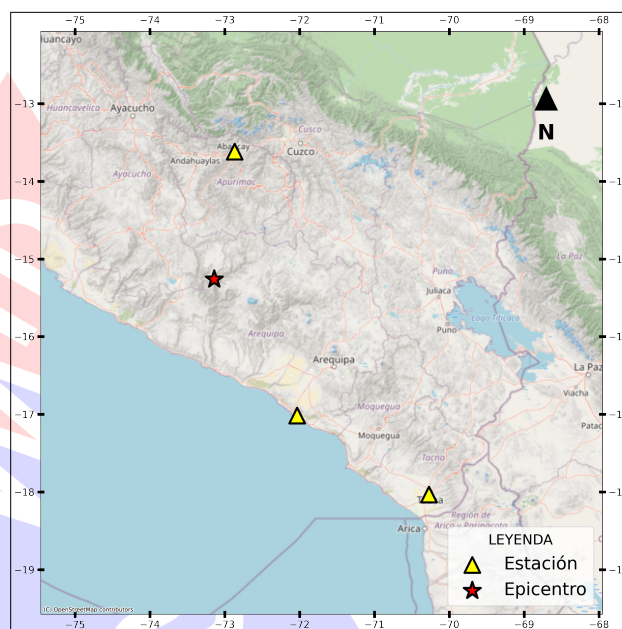 −75 −74 −73 −72 −71 −70 −69 −68
Huancayo
−13
Huancavelica
Ayacucho
N
Cusco
Abancay
Cuzco
Andahuaylas
Ayacucho
Apurímac
−14
−15
La Paz
Puno
Juliaca
Lago Titicaca
Puno
−16
Arequipa
Arequipa
La Paz
Viacha
Moquegua
−17
Patac
Moquegua
Tacna
Tacna
−18
Región de
Arica y Parinacota
Arica
LEYENDA
Estación
Epicentro
−19
(C) OpenStreetMap contributors
−75 −74 −73 −72 −71 −70 −69 −68